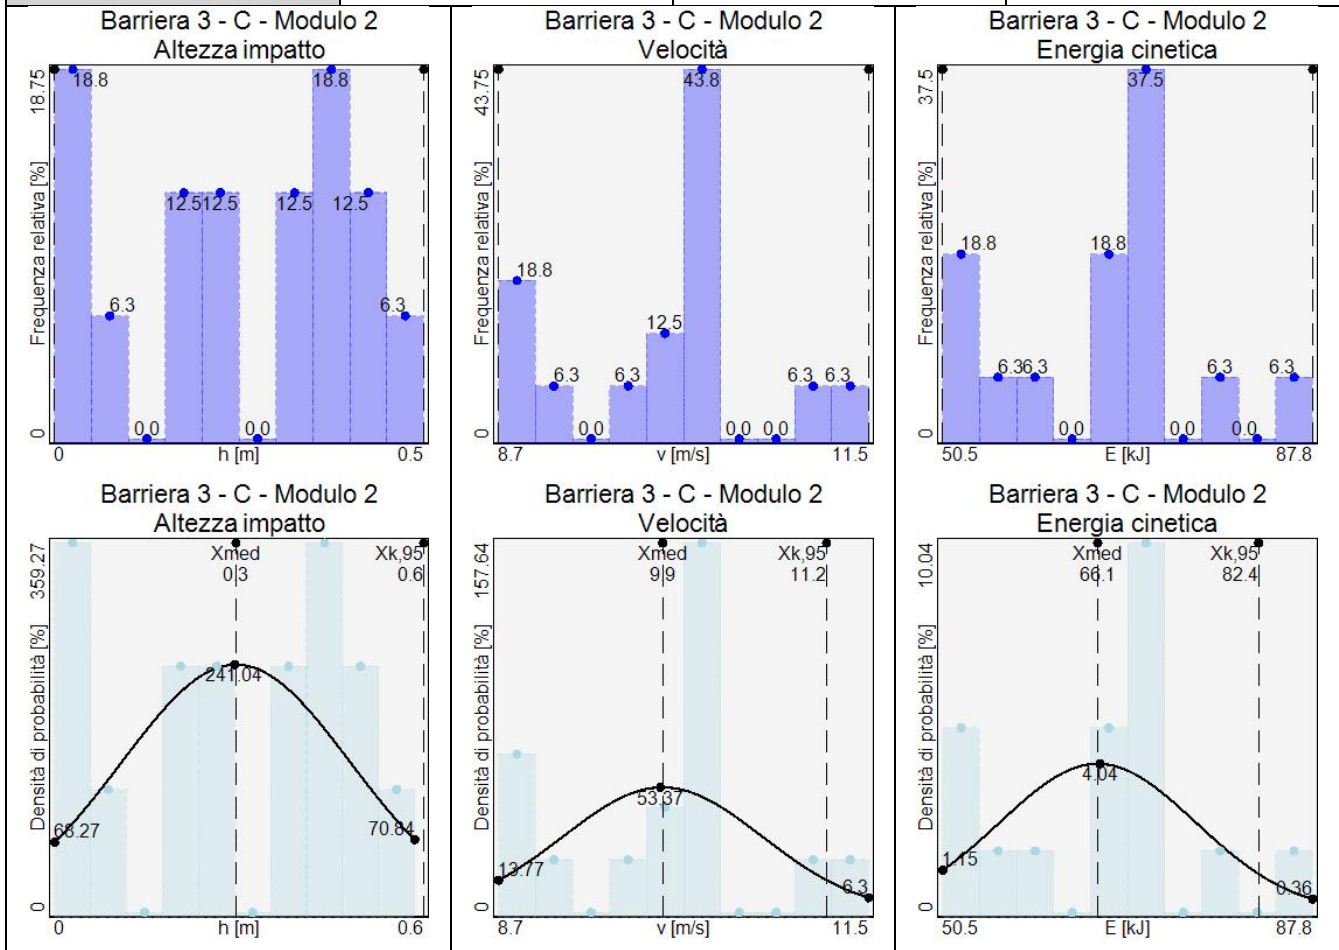 Barriera 3 - C - Modulo 2
Altezza impatto
18.75
Frequenza relativa [%]
0
18.8
6.3
0.0
12.5
12.5
0.0
12.5
18.8
12.5
6.3
0
h [m]
0.5
Barriera 3 - C - Modulo 2
Velocità
43.75
Frequenza relativa [%]
0
18.8
6.3
0.0
6.3
12.5
43.8
0.0
0.0
6.3
6.3
8.7
v [m/s]
11.5
Barriera 3 - C - Modulo 2
Energia cinetica
37.5
Frequenza relativa [%]
0
18.8
6.3
6.3
0.0
18.8
37.5
0.0
6.3
0.0
6.3
50.5
E [kJ]
87.8
Barriera 3 - C - Modulo 2
Altezza impatto
359.27
Densità di probabilità [%]
0
Xmed
0.3
Xk,95
0.6
68.27
241.04
70.84
0
h [m]
0.6
Barriera 3 - C - Modulo 2
Velocità
157.64
Densità di probabilità [%]
0
Xmed
9.9
Xk,95
11.2
13.77
53.37
6.3
8.7
v [m/s]
11.5
Barriera 3 - C - Modulo 2
Energia cinetica
10.04
Densità di probabilità [%]
0
Xmed
66.1
Xk,95
82.4
1.15
4.04
0.36
50.5
E [kJ]
87.8